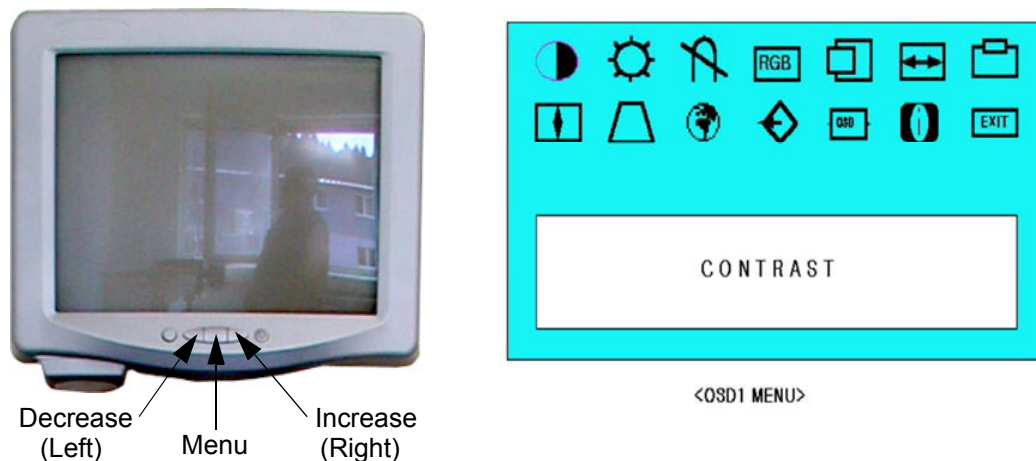 RGB
OSD
EXIT
CONTRAST
Decrease
(Left)
Menu
Increase
(Right)
<OSD1 MENU>